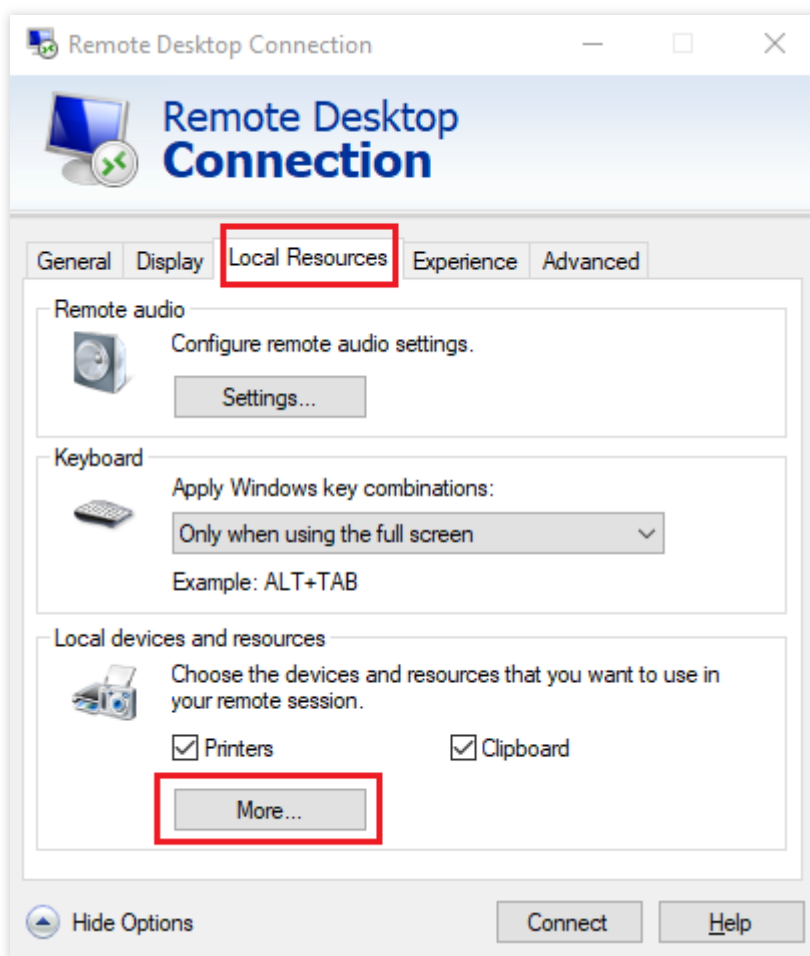 Remote Desktop Connection
Remote Desktop
Connection
General Display Local Resources Experience Advanced
Remote audio
Configure remote audio settings.
Settings...
Keyboard
Apply Windows key combinations:
Only when using the full screen
Example: ALT+TAB
Local devices and resources
Choose the devices and resources that you want to use in
your remote session.
Printers Clipboard
More...
Hide Options Connect Help